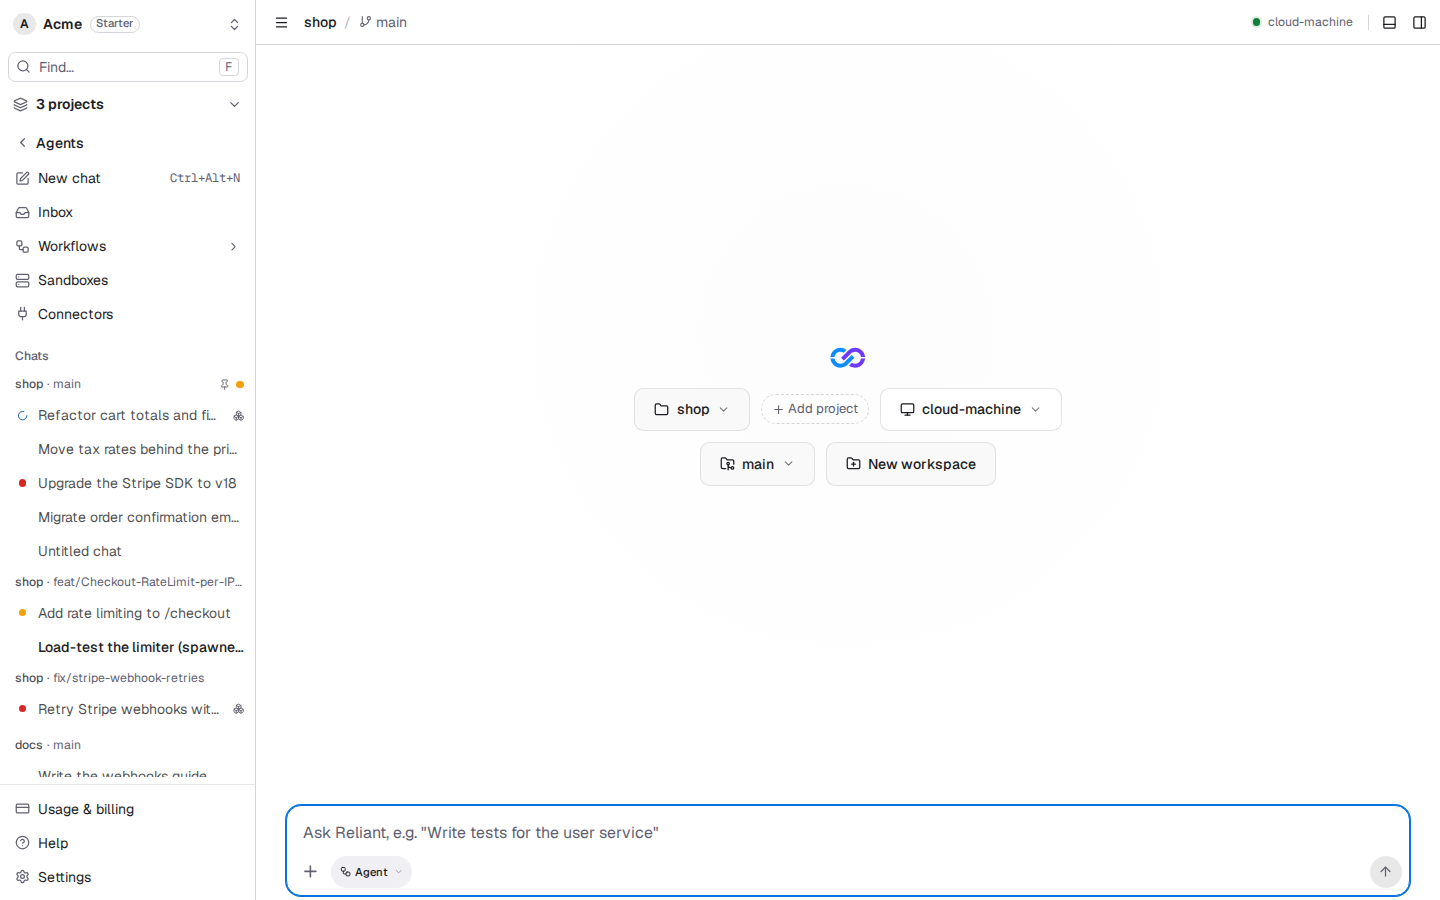 A Acme Starter
Find... F
3 projects
Agents
New chat Ctrl+Alt+N
Inbox
Workflows
Sandboxes
Connectors
Chats
shop · main
Refactor cart totals and fi...
Move tax rates behind the pri...
Upgrade the Stripe SDK to v18
Migrate order confirmation em...
Untitled chat
shop · feat/Checkout-RateLimit-per-IP...
Add rate limiting to /checkout
Load-test the limiter (spawne...
shop · fix/stripe-webhook-retries
Retry Stripe webhooks wit...
docs · main
Write the webhooks guide
Usage & billing
Help
Settings
shop / main
cloud-machine
shop
Add project
cloud-machine
main
New workspace
Ask Reliant, e.g. "Write tests for the user service"
Agent